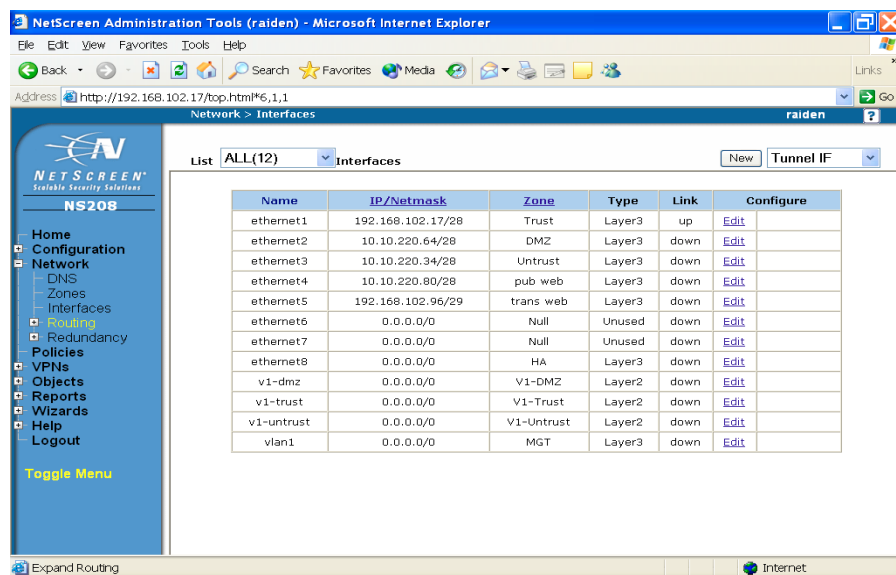 NetScreen Administration Tools (raiden) - Microsoft Internet Explorer
File Edit View Favorites Tools Help
Back Search Favorites Media Links
Address http://192.168.102.17/top.html*6,1,1 Go
Network > Interfaces raiden ?
N
NETSCREEN
Scalable Security Solutions
NS208
Home
Configuration
Network
DNS
Zones
Interfaces
Routing
Redundancy
Policies
VPNs
Objects
Reports
Wizards
Help
Logout
Toggle Menu
List ALL(12) Interfaces New Tunnel IF
Name IP/Netmask Zone Type Link Configure
ethernet1 192.168.102.17/28 Trust Layer3 up Edit
ethernet2 10.10.220.64/28 DMZ Layer3 down Edit
ethernet3 10.10.220.34/28 Untrust Layer3 down Edit
ethernet4 10.10.220.80/28 pub web Layer3 down Edit
ethernet5 192.168.102.96/29 trans web Layer3 down Edit
ethernet6 0.0.0.0/0 Null Unused down Edit
ethernet7 0.0.0.0/0 Null Unused down Edit
ethernet8 0.0.0.0/0 HA Layer3 down Edit
v1-dmz 0.0.0.0/0 V1-DMZ Layer2 down Edit
v1-trust 0.0.0.0/0 V1-Trust Layer2 down Edit
v1-untrust 0.0.0.0/0 V1-Untrust Layer2 down Edit
vlan1 0.0.0.0/0 MGT Layer3 down Edit
Expand Routing Internet